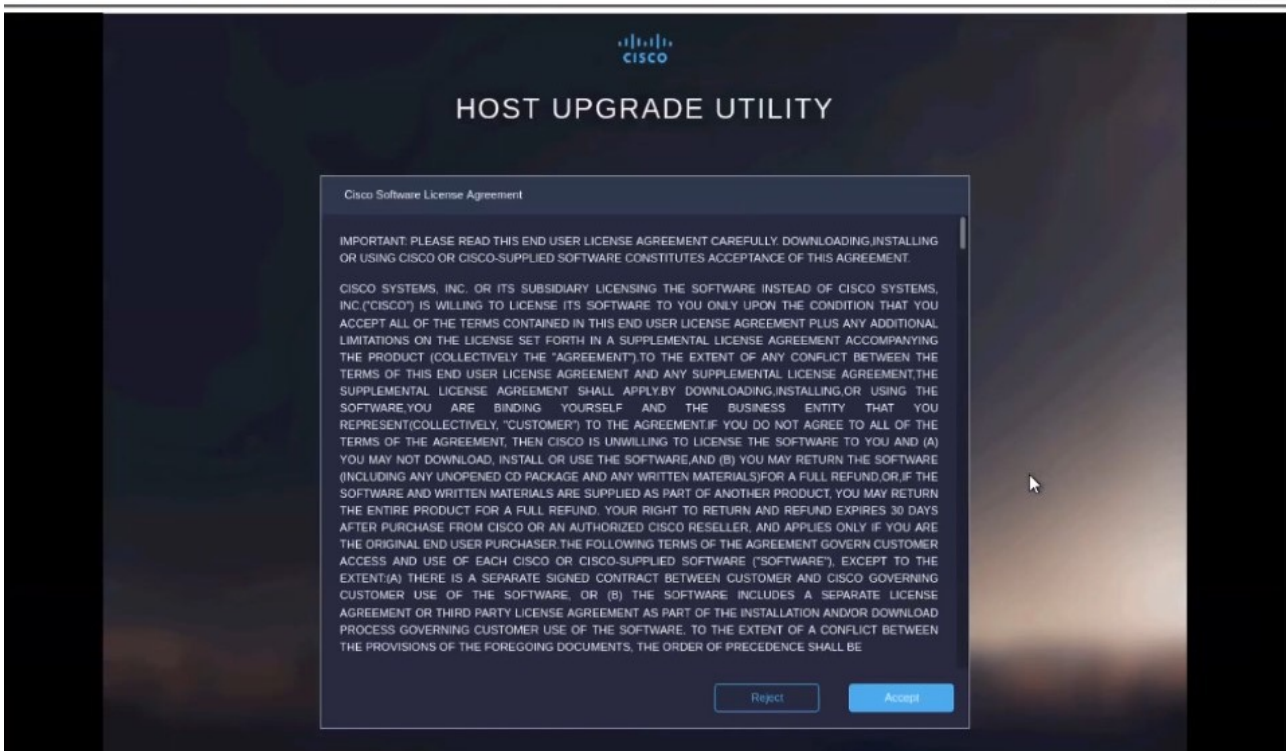 CISCO
HOST UPGRADE UTILITY
Cisco Software License Agreement
IMPORTANT: PLEASE READ THIS END USER LICENSE AGREEMENT CAREFULLY. DOWNLOADING,INSTALLING
OR USING CISCO OR CISCO-SUPPLIED SOFTWARE CONSTITUTES ACCEPTANCE OF THIS AGREEMENT.
CISCO SYSTEMS, INC. OR ITS SUBSIDIARY LICENSING THE SOFTWARE INSTEAD OF CISCO SYSTEMS,
INC.("CISCO") IS WILLING TO LICENSE ITS SOFTWARE TO YOU ONLY UPON THE CONDITION THAT YOU
ACCEPT ALL OF THE TERMS CONTAINED IN THIS END USER LICENSE AGREEMENT PLUS ANY ADDITIONAL
LIMITATIONS ON THE LICENSE SET FORTH IN A SUPPLEMENTAL LICENSE AGREEMENT ACCOMPANYING
THE PRODUCT (COLLECTIVELY THE "AGREEMENT").TO THE EXTENT OF ANY CONFLICT BETWEEN THE
TERMS OF THIS END USER LICENSE AGREEMENT AND ANY SUPPLEMENTAL LICENSE AGREEMENT,THE
SUPPLEMENTAL LICENSE AGREEMENT SHALL APPLY.BY DOWNLOADING,INSTALLING,OR USING THE
SOFTWARE,YOU ARE BINDING YOURSELF AND THE BUSINESS ENTITY THAT YOU
REPRESENT(COLLECTIVELY, "CUSTOMER") TO THE AGREEMENT.IF YOU DO NOT AGREE TO ALL OF THE
TERMS OF THE AGREEMENT, THEN CISCO IS UNWILLING TO LICENSE THE SOFTWARE TO YOU AND (A)
YOU MAY NOT DOWNLOAD, INSTALL OR USE THE SOFTWARE,AND (B) YOU MAY RETURN THE SOFTWARE
(INCLUDING ANY UNOPENED CD PACKAGE AND ANY WRITTEN MATERIALS)FOR A FULL REFUND,OR,IF THE
SOFTWARE AND WRITTEN MATERIALS ARE SUPPLIED AS PART OF ANOTHER PRODUCT, YOU MAY RETURN
THE ENTIRE PRODUCT FOR A FULL REFUND. YOUR RIGHT TO RETURN AND REFUND EXPIRES 30 DAYS
AFTER PURCHASE FROM CISCO OR AN AUTHORIZED CISCO RESELLER, AND APPLIES ONLY IF YOU ARE
THE ORIGINAL END USER PURCHASER.THE FOLLOWING TERMS OF THE AGREEMENT GOVERN CUSTOMER
ACCESS AND USE OF EACH CISCO OR CISCO-SUPPLIED SOFTWARE ("SOFTWARE"), EXCEPT TO THE
EXTENT:(A) THERE IS A SEPARATE SIGNED CONTRACT BETWEEN CUSTOMER AND CISCO GOVERNING
CUSTOMER USE OF THE SOFTWARE, OR (B) THE SOFTWARE INCLUDES A SEPARATE LICENSE
AGREEMENT OR THIRD PARTY LICENSE AGREEMENT AS PART OF THE INSTALLATION AND/OR DOWNLOAD
PROCESS GOVERNING CUSTOMER USE OF THE SOFTWARE. TO THE EXTENT OF A CONFLICT BETWEEN
THE PROVISIONS OF THE FOREGOING DOCUMENTS, THE ORDER OF PRECEDENCE SHALL BE
Reject
Accept